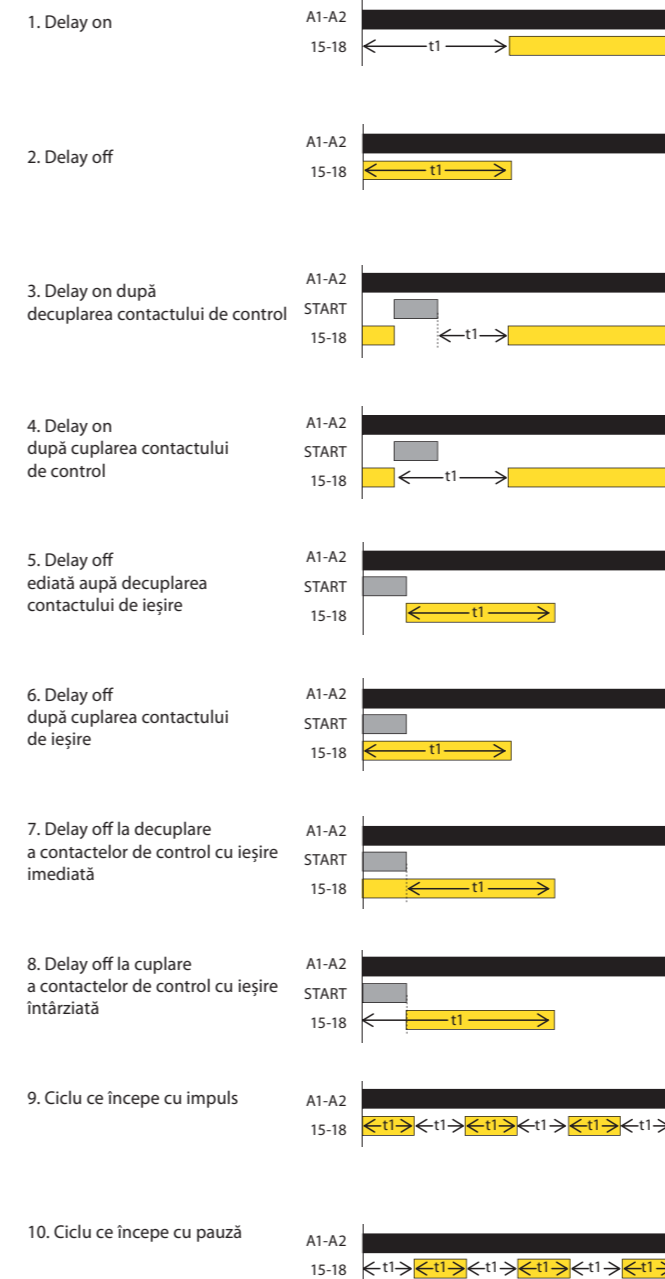 1. Delay on
A1-A2
15-18
t1
2. Delay off
A1-A2
15-18
t1
3. Delay on după
decuplarea contactului de control
A1-A2
START
15-18
t1
4. Delay on
după cuplarea contactului
de control
A1-A2
START
15-18
t1
5. Delay off
ediată aupă decuplarea
contactului de ieșire
A1-A2
START
15-18
t1
6. Delay off
după cuplarea contactului
de ieșire
A1-A2
START
15-18
t1
7. Delay off la decuplare
a contactelor de control cu ieșire
imediată
A1-A2
START
15-18
t1
8. Delay off la cuplare
a contactelor de control cu ieșire
întârziată
A1-A2
START
15-18
t1
9. Ciclu ce începe cu impuls
A1-A2
15-18
t1 t1 t1 t1 t1 t1
10. Ciclu ce începe cu pauză
A1-A2
15-18
t1 t1 t1 t1 t1 t1